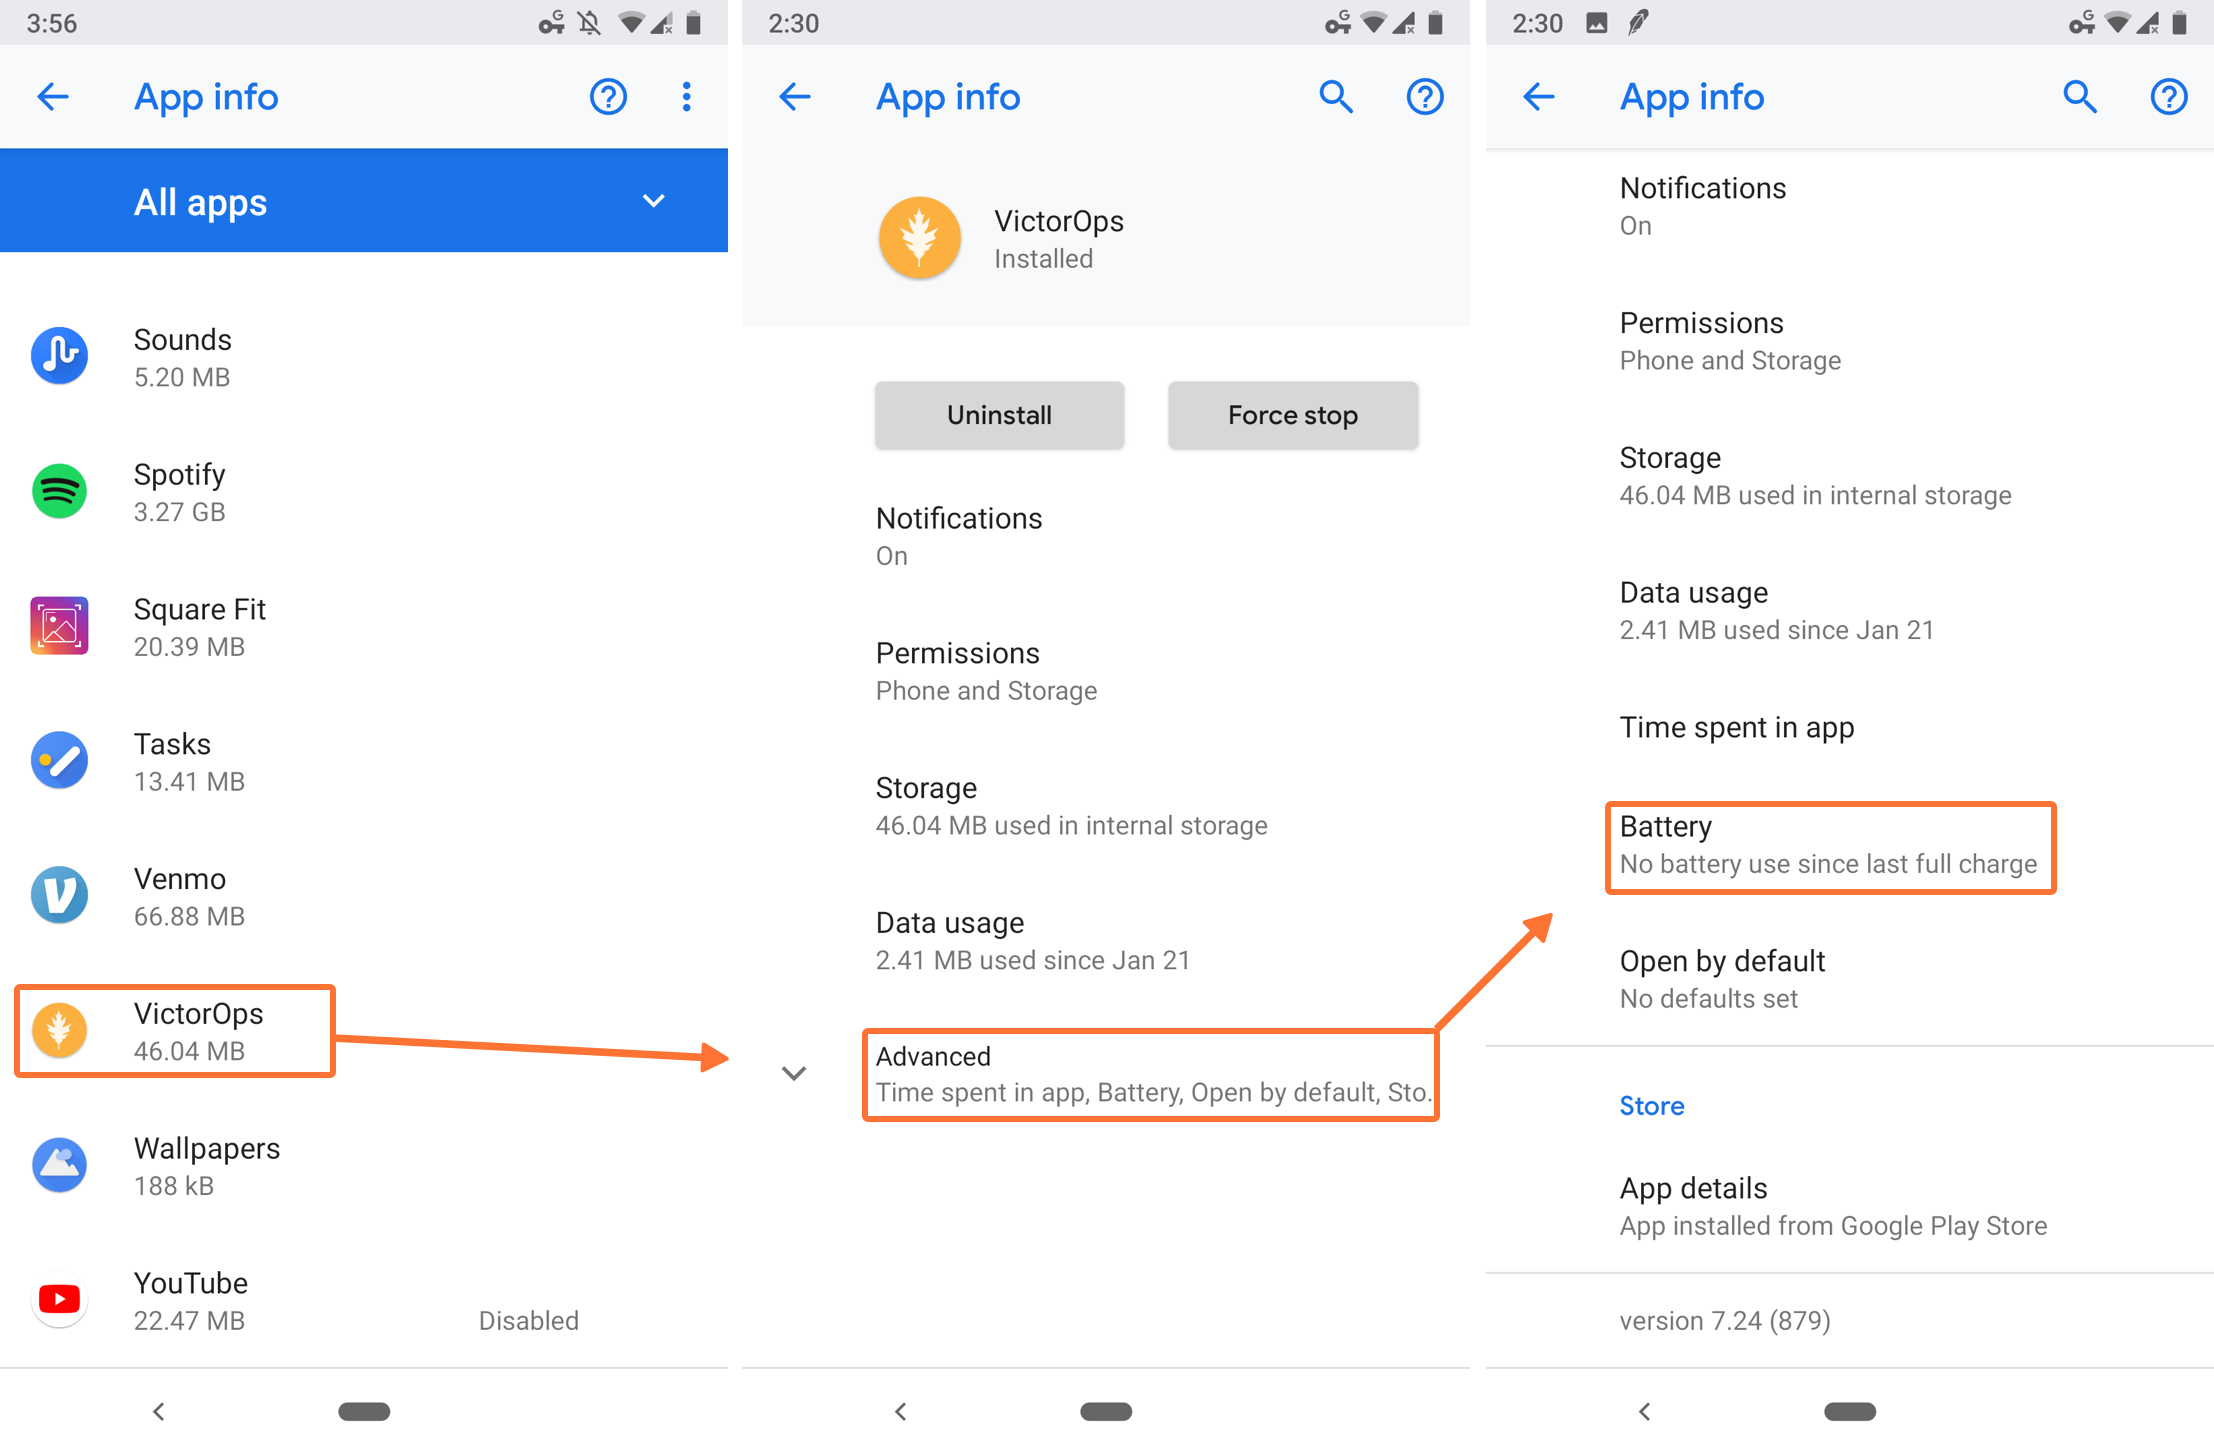 3:56
App info
All apps
Sounds
5.20 MB
Spotify
3.27 GB
Square Fit
20.39 MB
Tasks
13.41 MB
Venmo
66.88 MB
VictorOps
46.04 MB
Wallpapers
188 kB
YouTube
22.47 MB Disabled
2:30
App info
VictorOps
Installed
Uninstall Force stop
Notifications
On
Permissions
Phone and Storage
Storage
46.04 MB used in internal storage
Data usage
2.41 MB used since Jan 21
Advanced
Time spent in app, Battery, Open by default, Sto.
2:30
App info
Notifications
On
Permissions
Phone and Storage
Storage
46.04 MB used in internal storage
Data usage
2.41 MB used since Jan 21
Time spent in app
Battery
No battery use since last full charge
Open by default
No defaults set
Store
App details
App installed from Google Play Store
version 7.24 (879)